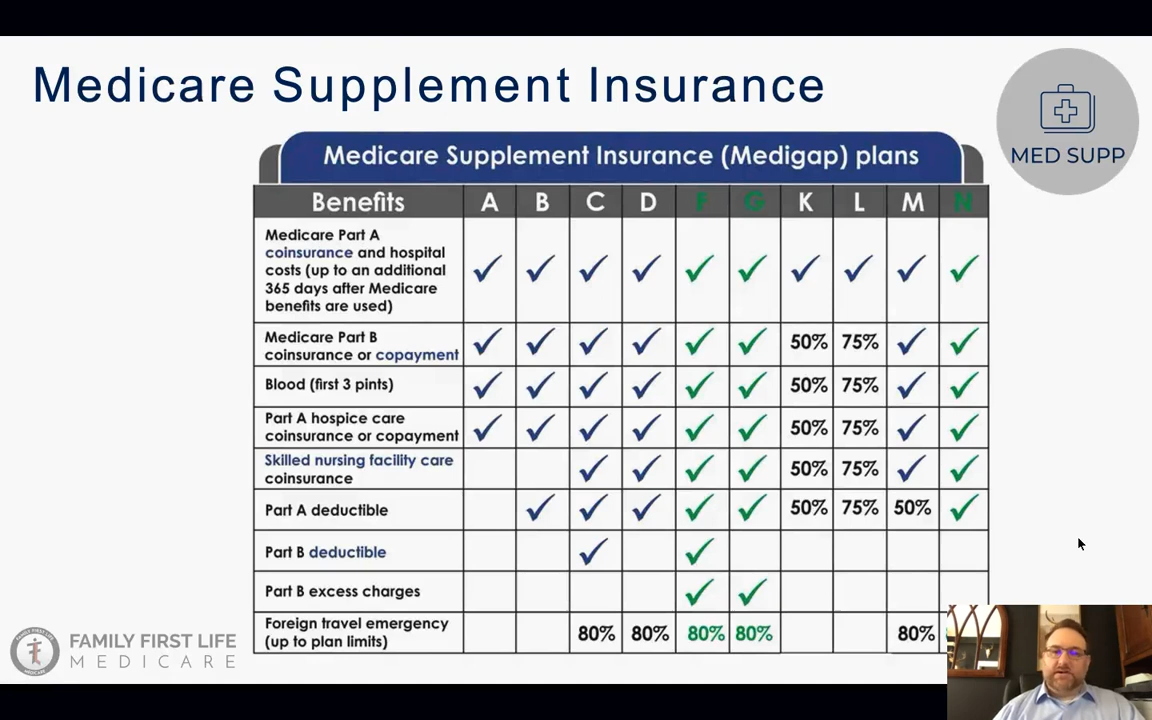 Medicare Supplement Insurance
MED SUPP
Medicare Supplement Insurance (Medigap) plans
Benefits A B C D F G K L M N
Medicare Part A
coinsurance and hospital
costs (up to an additional
365 days after Medicare
benefits are used)
Medicare Part B
coinsurance or copayment 50% 75%
Blood (first 3 pints) 50% 75%
Part A hospice care
coinsurance or copayment 50% 75%
Skilled nursing facility care
coinsurance 50% 75%
Part A deductible 50% 75% 50%
Part B deductible
Part B excess charges
Foreign travel emergency
(up to plan limits) 80% 80% 80% 80% 80%
FAMILY FIRST LIFE
MEDICARE